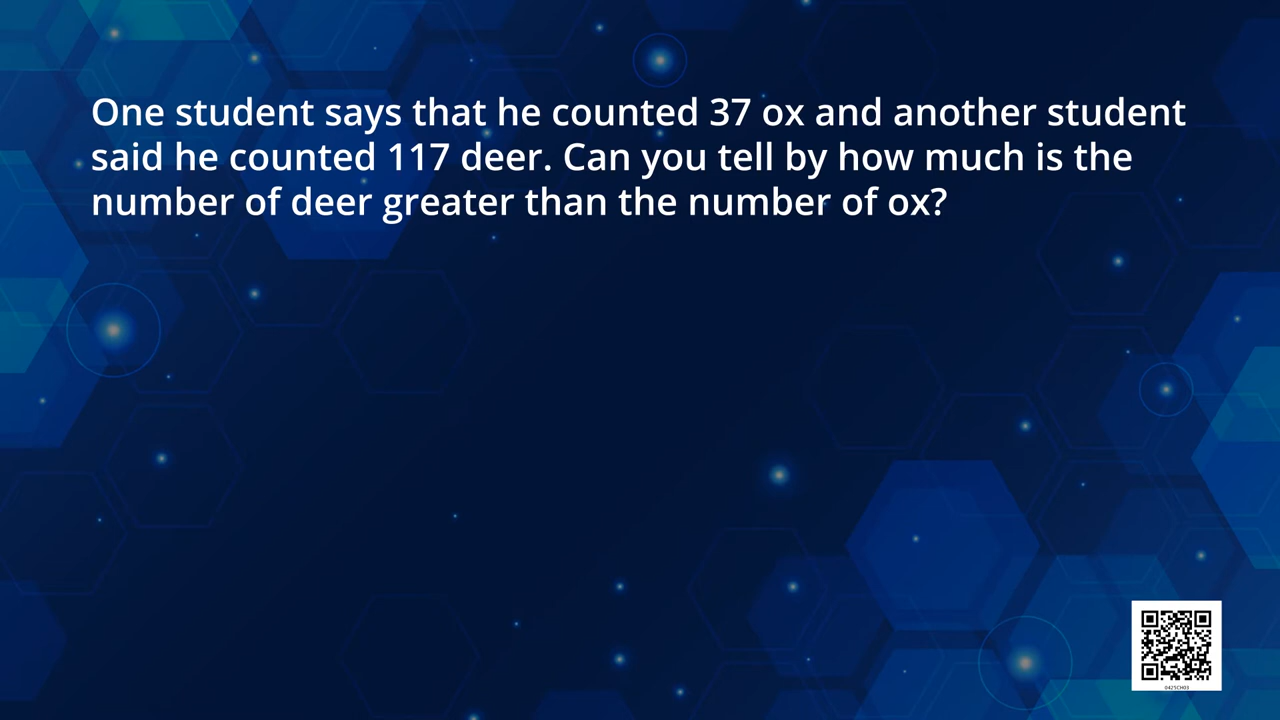 One student says that he counted 37 ox and another student
said he counted 117 deer. Can you tell by how much is the
number of deer greater than the number of ox?
0425CH03